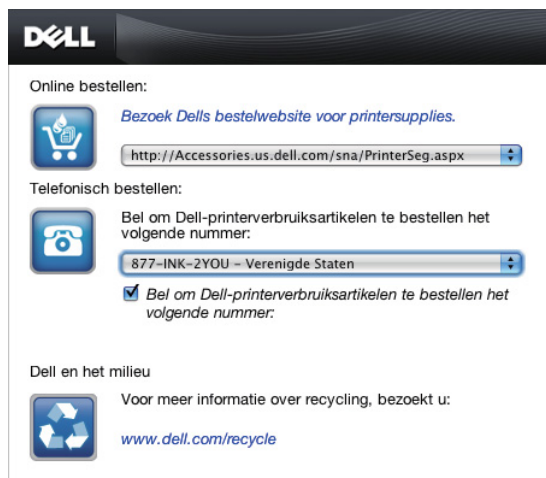 DELL
Online bestellen:
Bezoek Dells bestelwebsite voor printersupplies.
http://Accessories.us.dell.com/sna/PrinterSeg.aspx
Telefonisch bestellen:
Bel om Dell-printerverbruiksartikelen te bestellen het
volgende nummer:
877-INK-2YOU - Verenigde Staten
Bel om Dell-printerverbruiksartikelen te bestellen het
volgende nummer:
Dell en het milieu
Voor meer informatie over recycling, bezoekt u:
www.dell.com/recycle